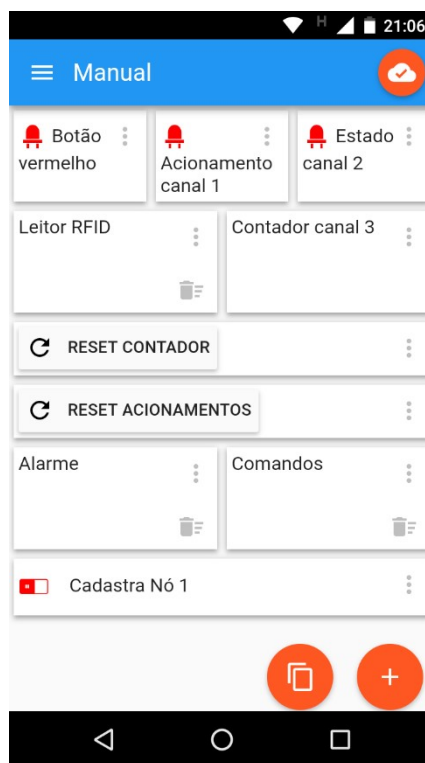 H 21:06
Manual
Botão
vermelho
Acionamento
canal 1
Estado
canal 2
Leitor RFID
Contador canal 3
RESET CONTADOR
RESET ACIONAMENTOS
Alarme
Comandos
Cadastra Nó 1